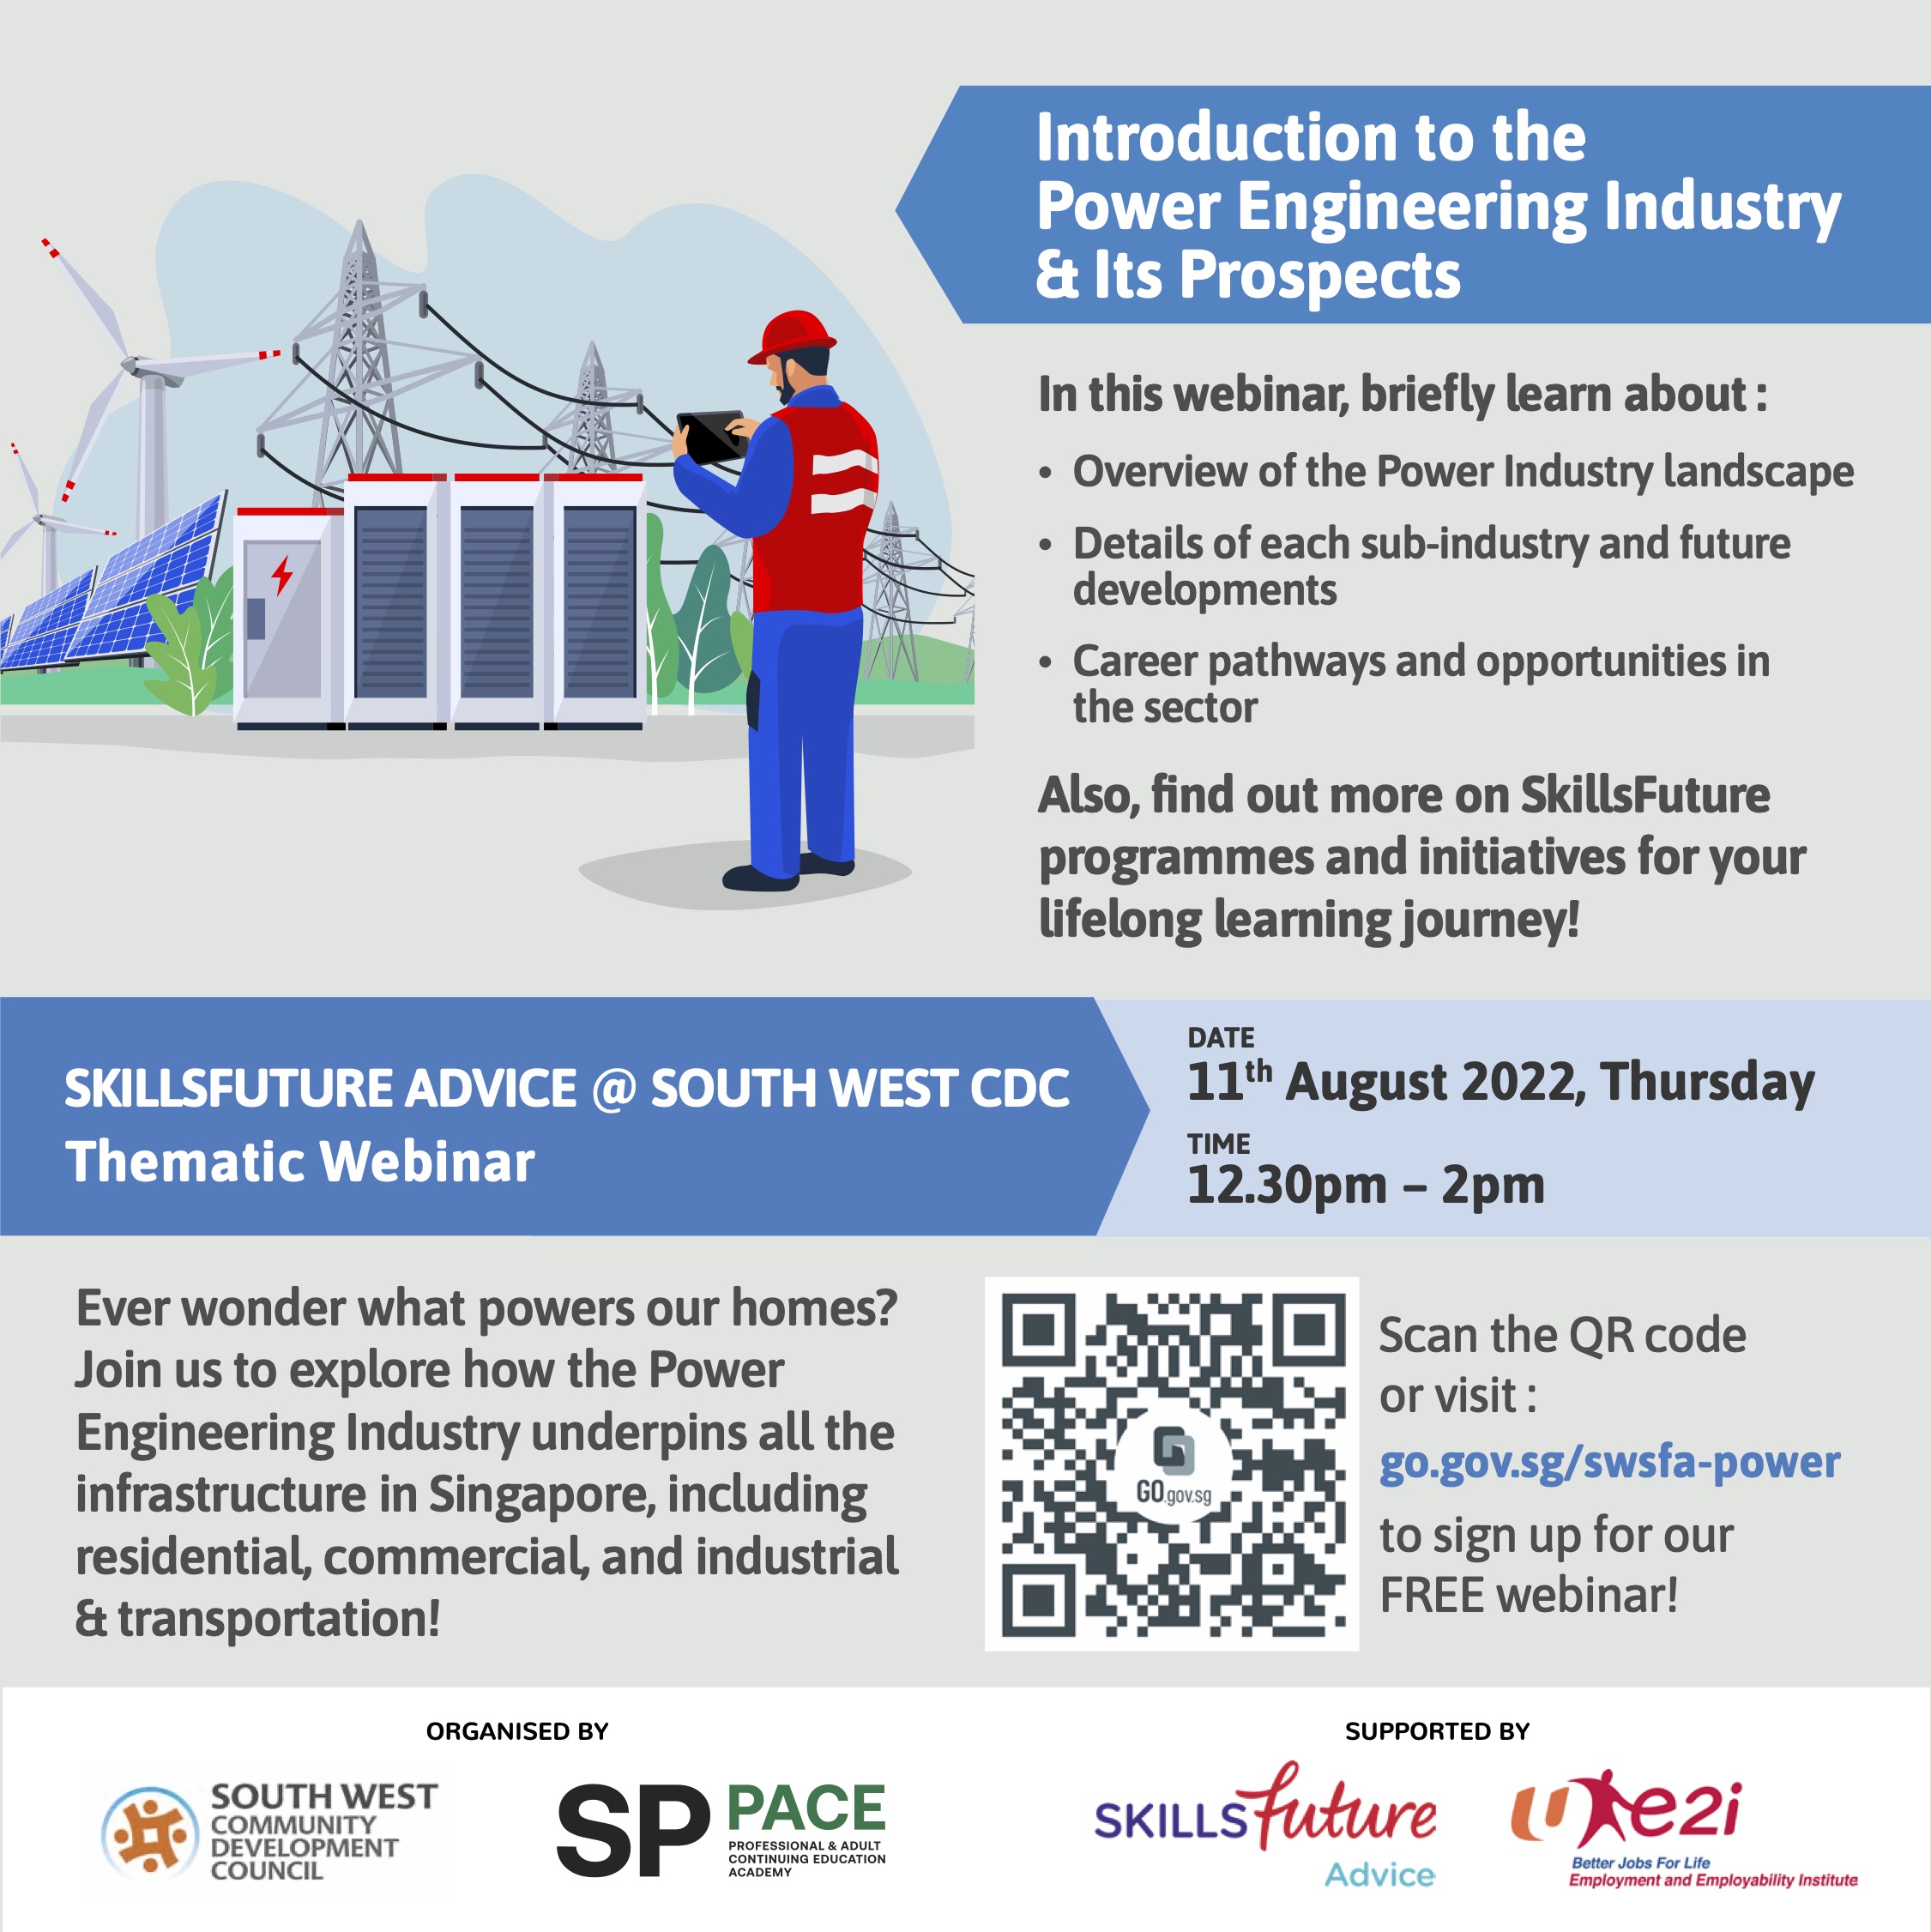 Introduction to the
Power Engineering Industry
& Its Prospects
In this webinar, briefly learn about :
• Overview of the Power Industry landscape
• Details of each sub-industry and future
developments
• Career pathways and opportunities in
the sector
Also, find out more on SkillsFuture
programmes and initiatives for your
lifelong learning journey!
SKILLSFUTURE ADVICE @ SOUTH WEST CDC
Thematic Webinar
DATE
11th August 2022, Thursday
TIME
12.30pm – 2pm
Ever wonder what powers our homes?
Join us to explore how the Power
Engineering Industry underpins all the
infrastructure in Singapore, including
residential, commercial, and industrial
& transportation!
GO.gov.sg
Scan the QR code
or visit :
go.gov.sg/swsfa-power
to sign up for our
FREE webinar!
ORGANISED BY
SOUTH WEST
COMMUNITY
DEVELOPMENT
COUNCIL
SP PACE
PROFESSIONAL & ADULT
CONTINUING EDUCATION
ACADEMY
SUPPORTED BY
SKILLSfuture
Advice
U e2i
Better Jobs For Life
Employment and Employability Institute